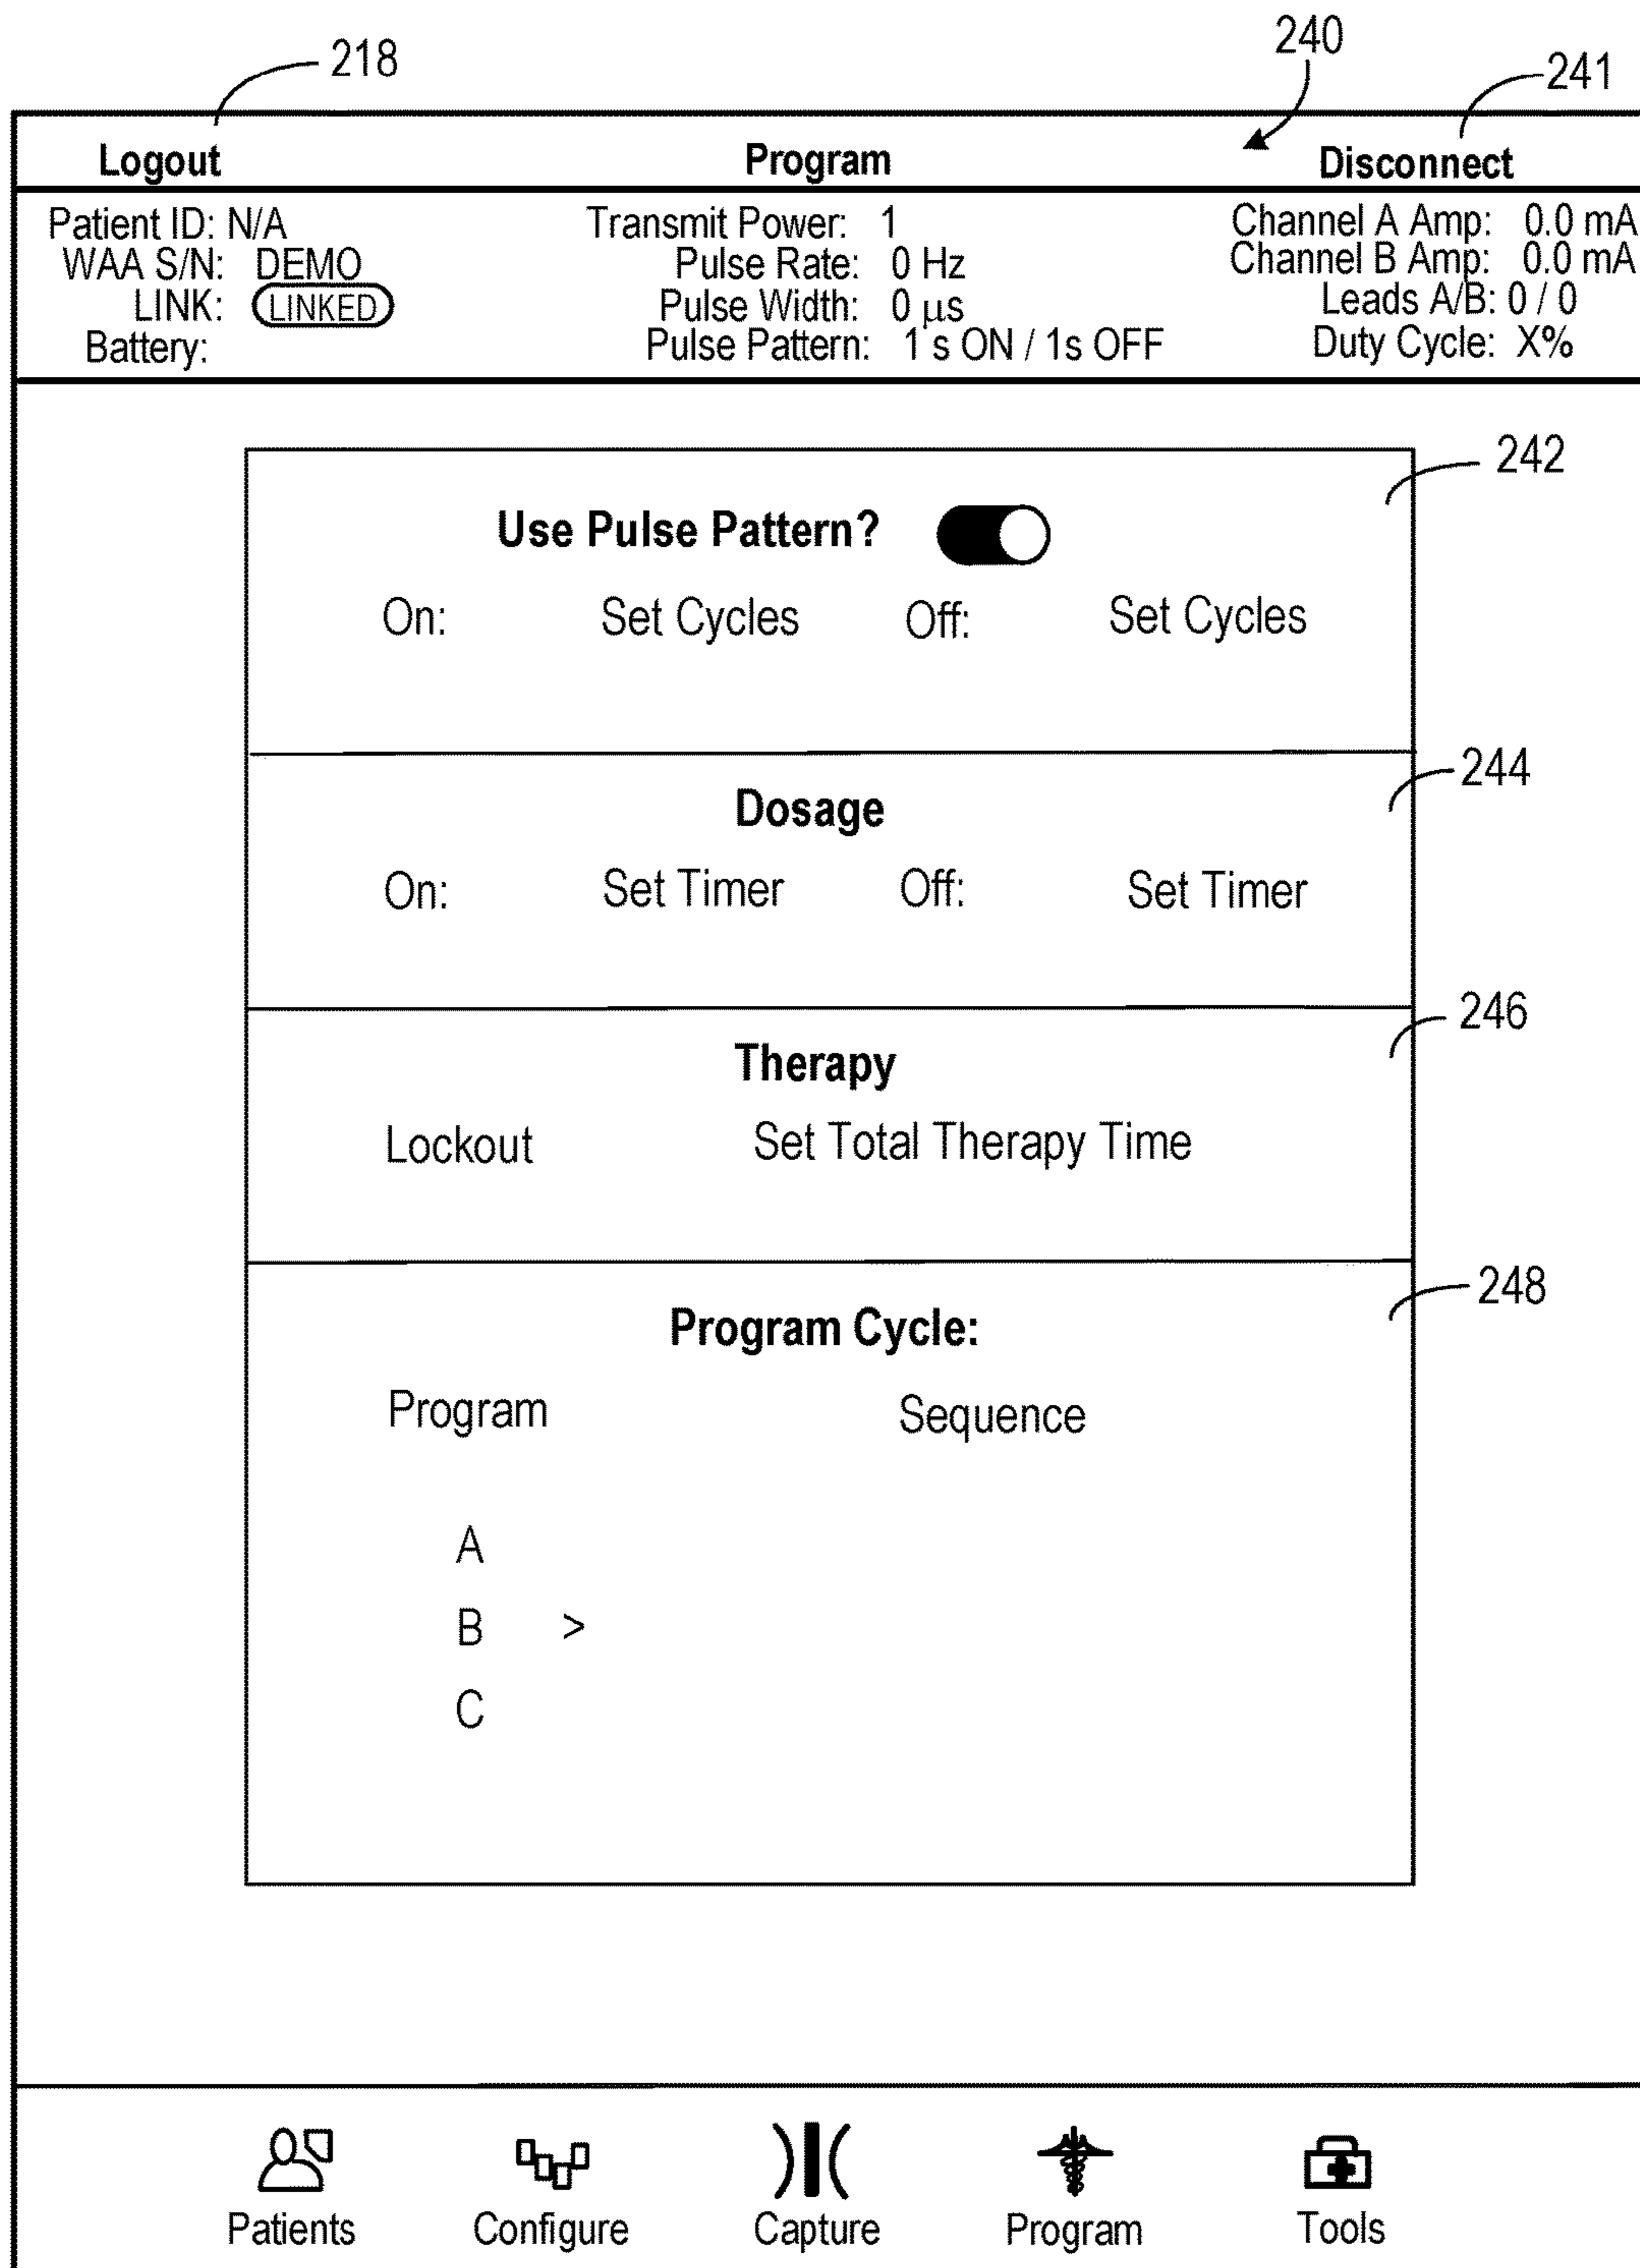 218
240
241
Logout Program Disconnect
Patient ID: N/A Transmit Power: 1 Channel A Amp: 0.0 mA
WAA S/N: DEMO Pulse Rate: 0 Hz Channel B Amp: 0.0 mA
LINK: LINKED Pulse Width: 0 µs Leads A/B: 0 / 0
Battery: Pulse Pattern: 1 s ON / 1s OFF Duty Cycle: X%
242
Use Pulse Pattern?
On: Set Cycles Off: Set Cycles
244
Dosage
On: Set Timer Off: Set Timer
246
Therapy
Lockout Set Total Therapy Time
248
Program Cycle:
Program Sequence
A
B >
C
Patients Configure Capture Program Tools